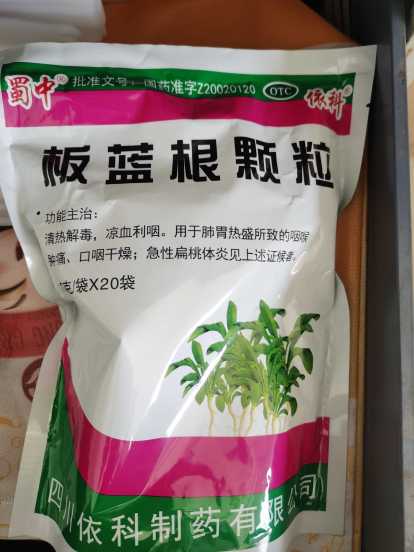 蜀中® 批准文号：国药准字Z20020120 OTC 依科®
板蓝根颗粒
功能主治：
清热解毒，凉血利咽。用于肺胃热盛所致的咽喉
肿痛、口咽干燥；急性扁桃体炎见上述证候者
克/袋X20袋
四川依科制药有限公司